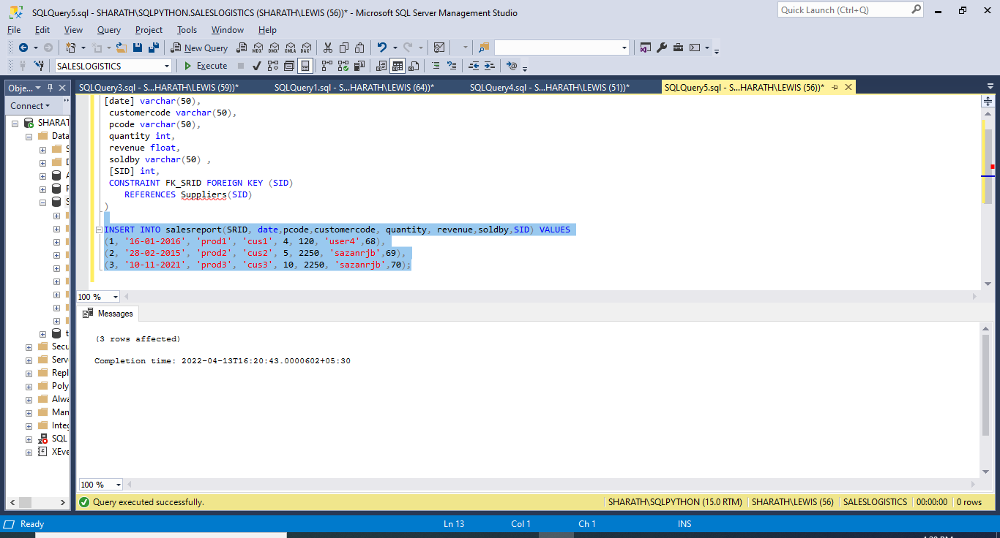 SQLQuery5.sql - SHARATH\SQLPYTHON.SALESLOGISTICS (SHARATH\LEWIS (56))* - Microsoft SQL Server Management Studio
Quick Launch (Ctrl+Q)
File Edit View Query Project Tools Window Help
New Query MDX DMX XMLA DAX
SALESLOGISTICS Execute
Obje... SQLQuery3.sql - S...HARATH\LEWIS (59))* SQLQuery1.sql - S...HARATH\LEWIS (64))* SQLQuery4.sql - S...HARATH\LEWIS (51))* SQLQuery5.sql - S...HARATH\LEWIS (56))*
Connect
SHARAT
Data
Secu
Serv
Repl
Poly
Alwa
Man
Integ
SQL
XEve
[date] varchar(50),
customercode varchar(50),
pcode varchar(50),
quantity int,
revenue float,
soldby varchar(50) ,
[SID] int,
CONSTRAINT FK_SRID FOREIGN KEY (SID)
REFERENCES Suppliers(SID)
)
INSERT INTO salesreport(SRID, date,pcode,customercode, quantity, revenue,soldby,SID) VALUES
(1, '16-01-2016', 'prod1', 'cus1', 4, 120, 'user4',68),
(2, '28-02-2015', 'prod2', 'cus2', 5, 2250, 'sazanrjb',69),
(3, '10-11-2021', 'prod3', 'cus3', 10, 2250, 'sazanrjb',70);
100 %
Messages
(3 rows affected)
Completion time: 2022-04-13T16:20:43.0000602+05:30
100 %
Query executed successfully. SHARATH\SQLPYTHON (15.0 RTM) SHARATH\LEWIS (56) SALESLOGISTICS 00:00:00 0 rows
Ready Ln 13 Col 1 Ch 1 INS